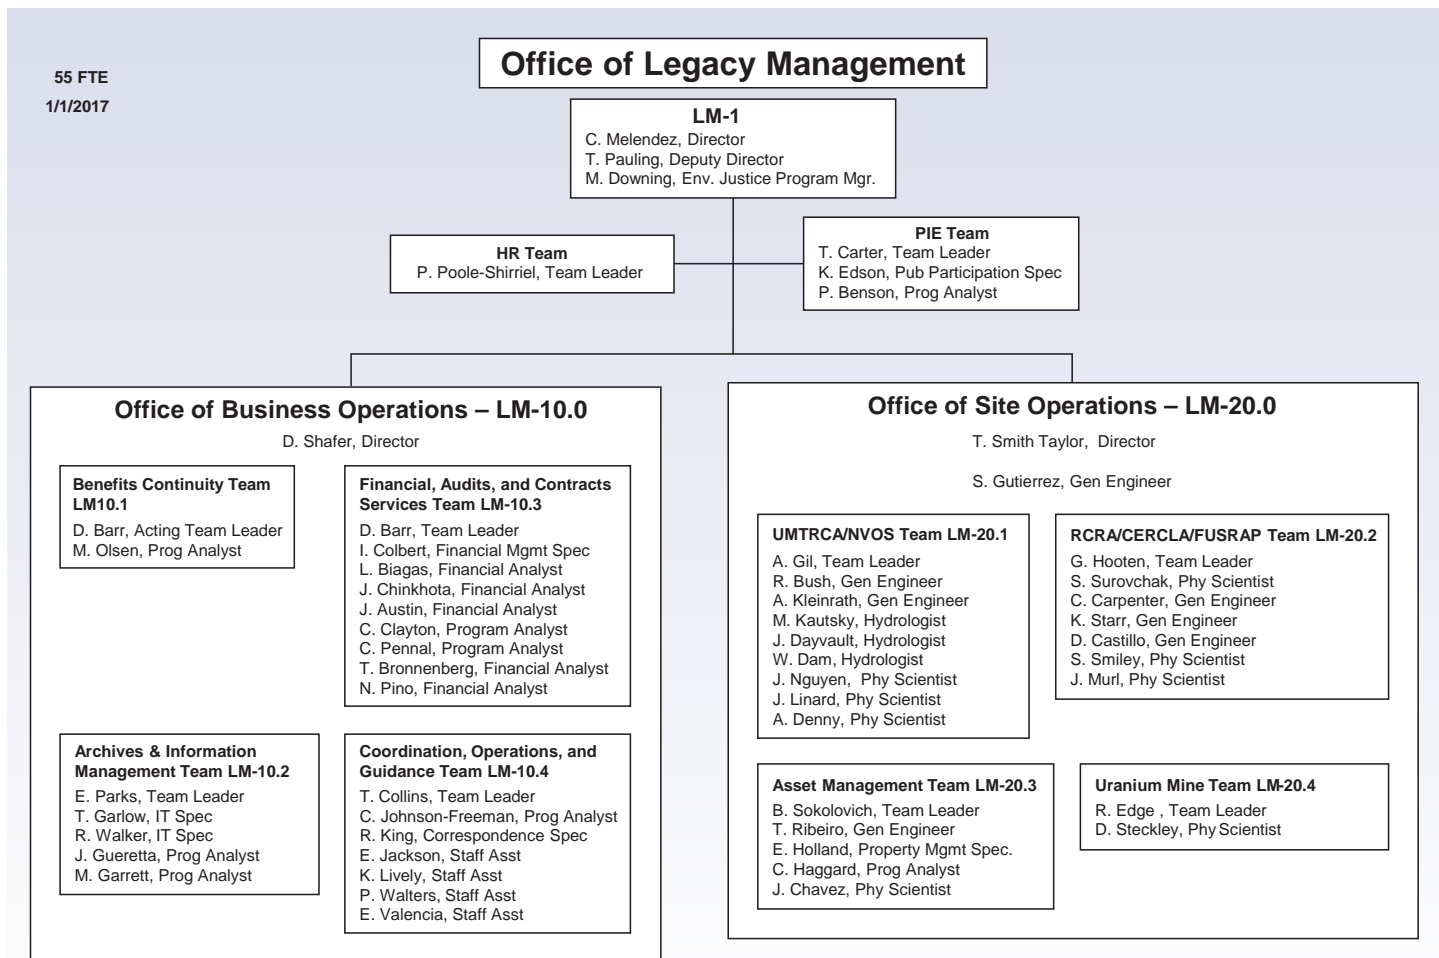 55 FTE
1/1/2017
Office of Legacy Management
LM-1
C. Melendez, Director
T. Pauling, Deputy Director
M. Downing, Env. Justice Program Mgr.
HR Team
P. Poole-Shirriel, Team Leader
PIE Team
T. Carter, Team Leader
K. Edson, Pub Participation Spec
P. Benson, Prog Analyst
Office of Business Operations – LM-10.0
D. Shafer, Director
Benefits Continuity Team
LM10.1
D. Barr, Acting Team Leader
M. Olsen, Prog Analyst
Financial, Audits, and Contracts
Services Team LM-10.3
D. Barr, Team Leader
I. Colbert, Financial Mgmt Spec
L. Biagas, Financial Analyst
J. Chinkhota, Financial Analyst
J. Austin, Financial Analyst
C. Clayton, Program Analyst
C. Pennal, Program Analyst
T. Bronnenberg, Financial Analyst
N. Pino, Financial Analyst
Archives & Information
Management Team LM-10.2
E. Parks, Team Leader
T. Garlow, IT Spec
R. Walker, IT Spec
J. Gueretta, Prog Analyst
M. Garrett, Prog Analyst
Coordination, Operations, and
Guidance Team LM-10.4
T. Collins, Team Leader
C. Johnson-Freeman, Prog Analyst
R. King, Correspondence Spec
E. Jackson, Staff Asst
K. Lively, Staff Asst
P. Walters, Staff Asst
E. Valencia, Staff Asst
Office of Site Operations – LM-20.0
T. Smith Taylor, Director
S. Gutierrez, Gen Engineer
UMTRCA/NVOS Team LM-20.1
A. Gil, Team Leader
R. Bush, Gen Engineer
A. Kleinrath, Gen Engineer
M. Kautsky, Hydrologist
J. Dayvault, Hydrologist
W. Dam, Hydrologist
J. Nguyen, Phy Scientist
J. Linard, Phy Scientist
A. Denny, Phy Scientist
RCRA/CERCLA/FUSRAP Team LM-20.2
G. Hooten, Team Leader
S. Surovchak, Phy Scientist
C. Carpenter, Gen Engineer
K. Starr, Gen Engineer
D. Castillo, Gen Engineer
S. Smiley, Phy Scientist
J. Murl, Phy Scientist
Asset Management Team LM-20.3
B. Sokolovich, Team Leader
T. Ribeiro, Gen Engineer
E. Holland, Property Mgmt Spec.
C. Haggard, Prog Analyst
J. Chavez, Phy Scientist
Uranium Mine Team LM-20.4
R. Edge , Team Leader
D. Steckley, Phy Scientist